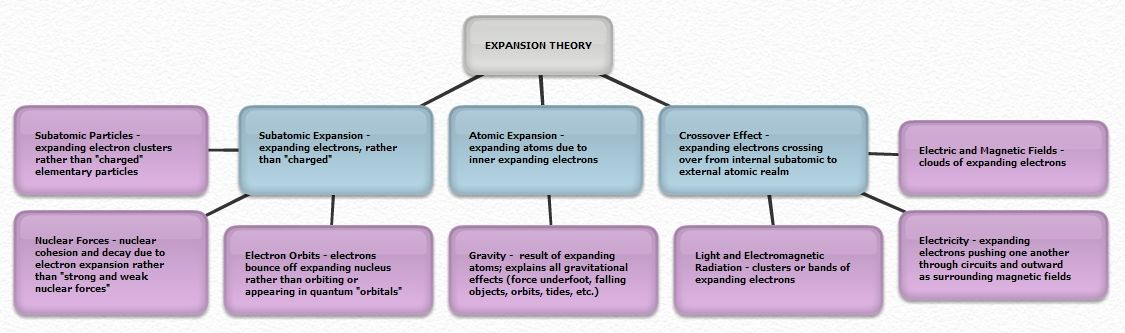 EXPANSION THEORY
Subatomic Particles -
expanding electron clusters
rather than "charged"
elementary particles
Subatomic Expansion -
expanding electrons, rather
than "charged"
Atomic Expansion -
expanding atoms due to
inner expanding electrons
Crossover Effect -
expanding electrons crossing
over from internal subatomic to
external atomic realm
Electric and Magnetic Fields -
clouds of expanding electrons
Nuclear Forces - nuclear
cohesion and decay due to
electron expansion rather
than "strong and weak
nuclear forces"
Electron Orbits - electrons
bounce off expanding nucleus
rather than orbiting or
appearing in quantum "orbitals"
Gravity - result of expanding
atoms; explains all gravitational
effects (force underfoot, falling
objects, orbits, tides, etc.)
Light and Electromagnetic
Radiation - clusters or bands of
expanding electrons
Electricity - expanding
electrons pushing one another
through circuits and outward
as surrounding magnetic fields